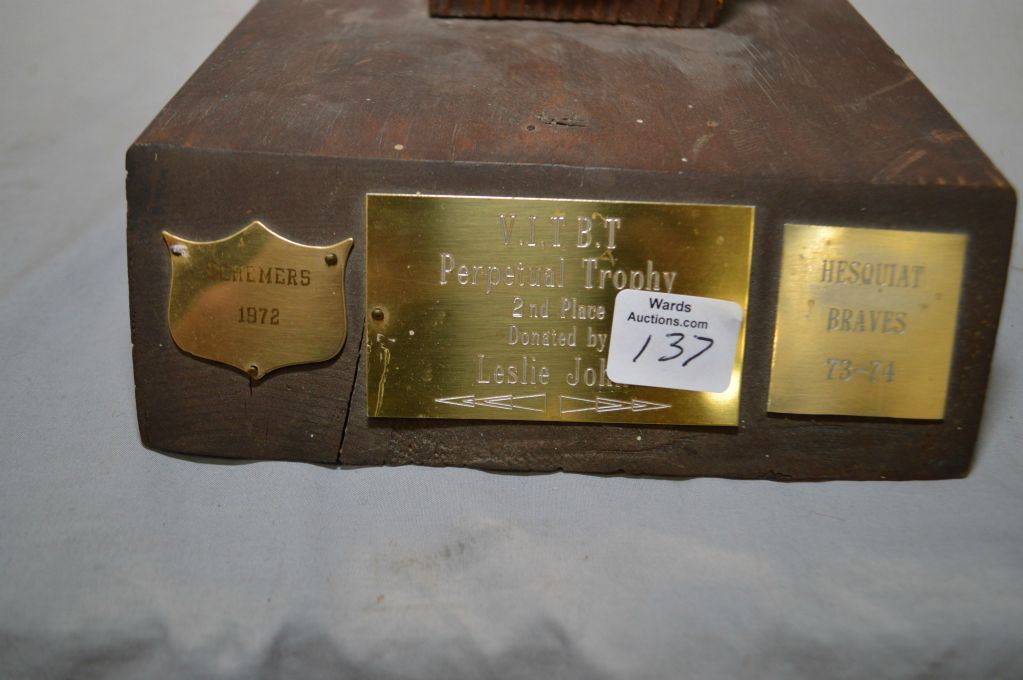 SCHEMERS
1972
V.I.T B.T
Perpetual Trophy
2nd Place
Donated by
Leslie
Wards
Auctions.com
137
HESQUIAT
BRAVES
73-74